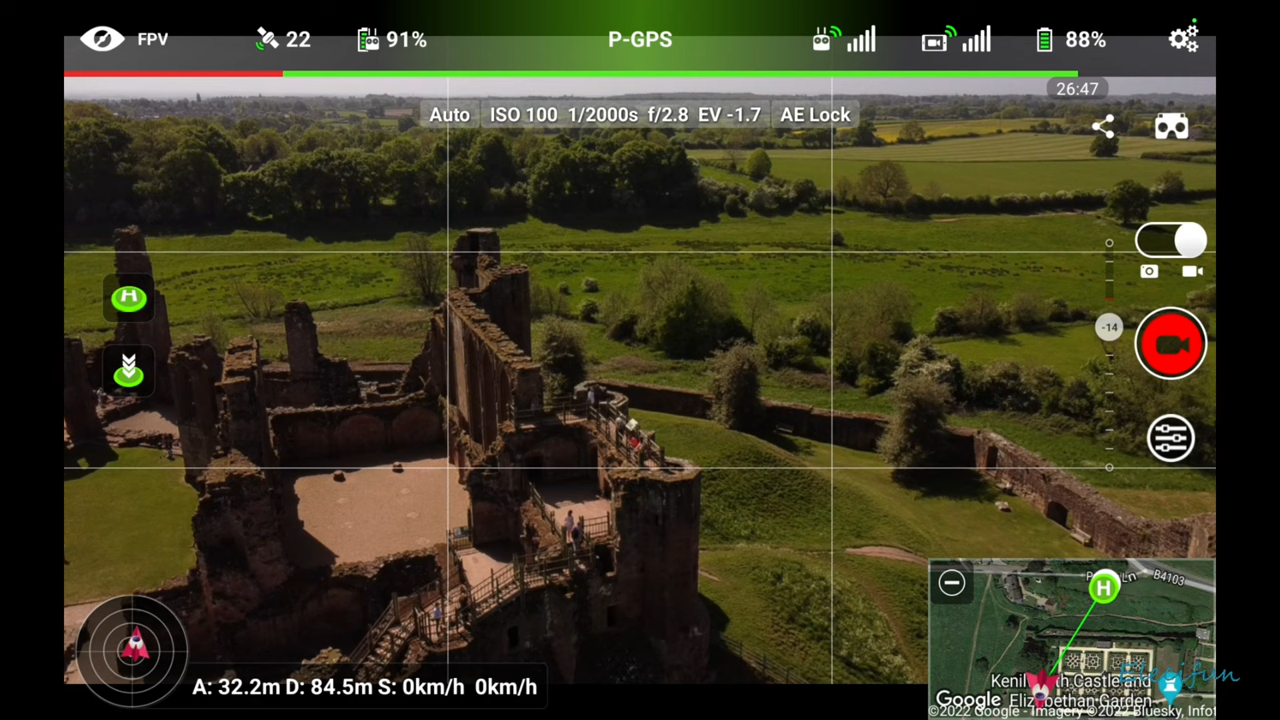 FPV 22 91% P-GPS 88%
26:47
Auto ISO 100 1/2000s f/2.8 EV -1.7 AE Lock
H
-14
A: 32.2m D: 84.5m S: 0km/h 0km/h
H
Ln B4103
Castle and
Elizabethan Garden
Google
©2022 Google - Imagery ©2022 Bluesky, Infot